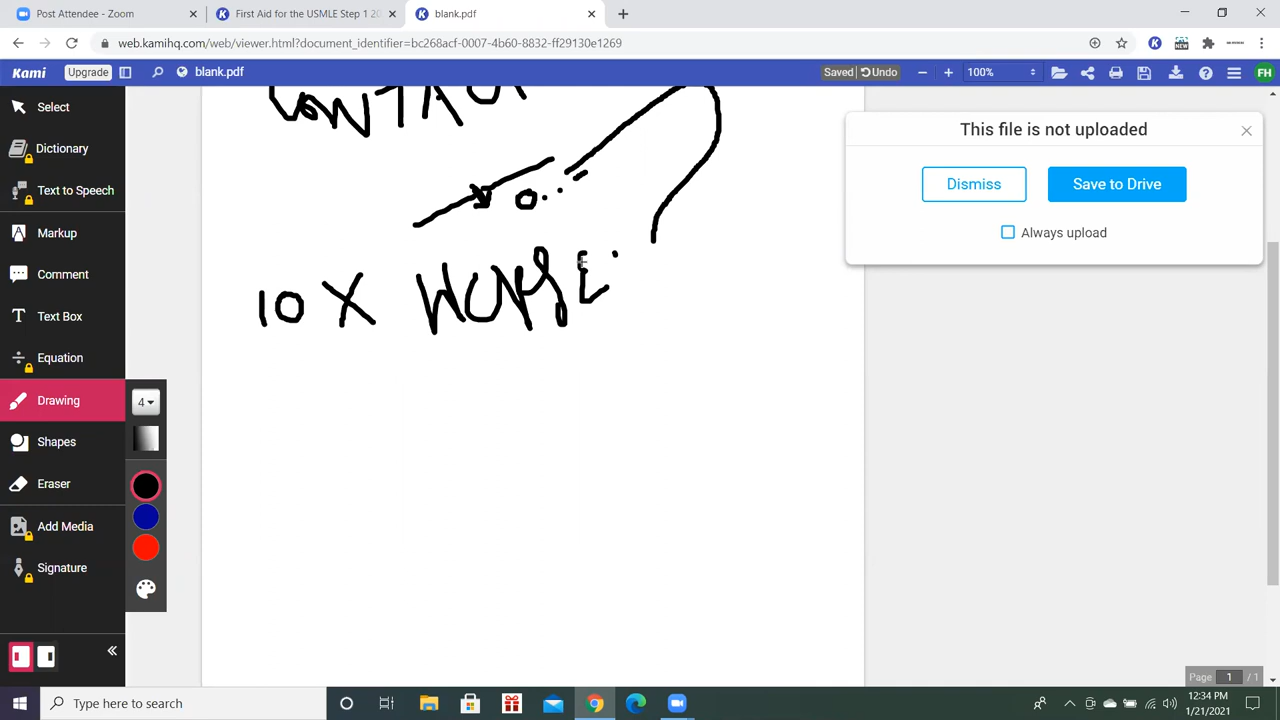 Post Attendee - Zoom
First Aid for the USMLE Step 1 20
blank.pdf
web.kamihq.com/web/viewer.html?document_identifier=bc268acf-0007-4b60-8832-ff29130e1269
Kami
Upgrade
blank.pdf
Saved
Undo
100%
FH
Select
Dictionary
Text to Speech
Markup
Comment
Text Box
Equation
Drawing
Shapes
Eraser
Add Media
Signature
4
CONTACT
10 X
This file is not uploaded
Dismiss
Save to Drive
Always upload
Page 1 / 1
Type here to search
12:34 PM
1/21/2021